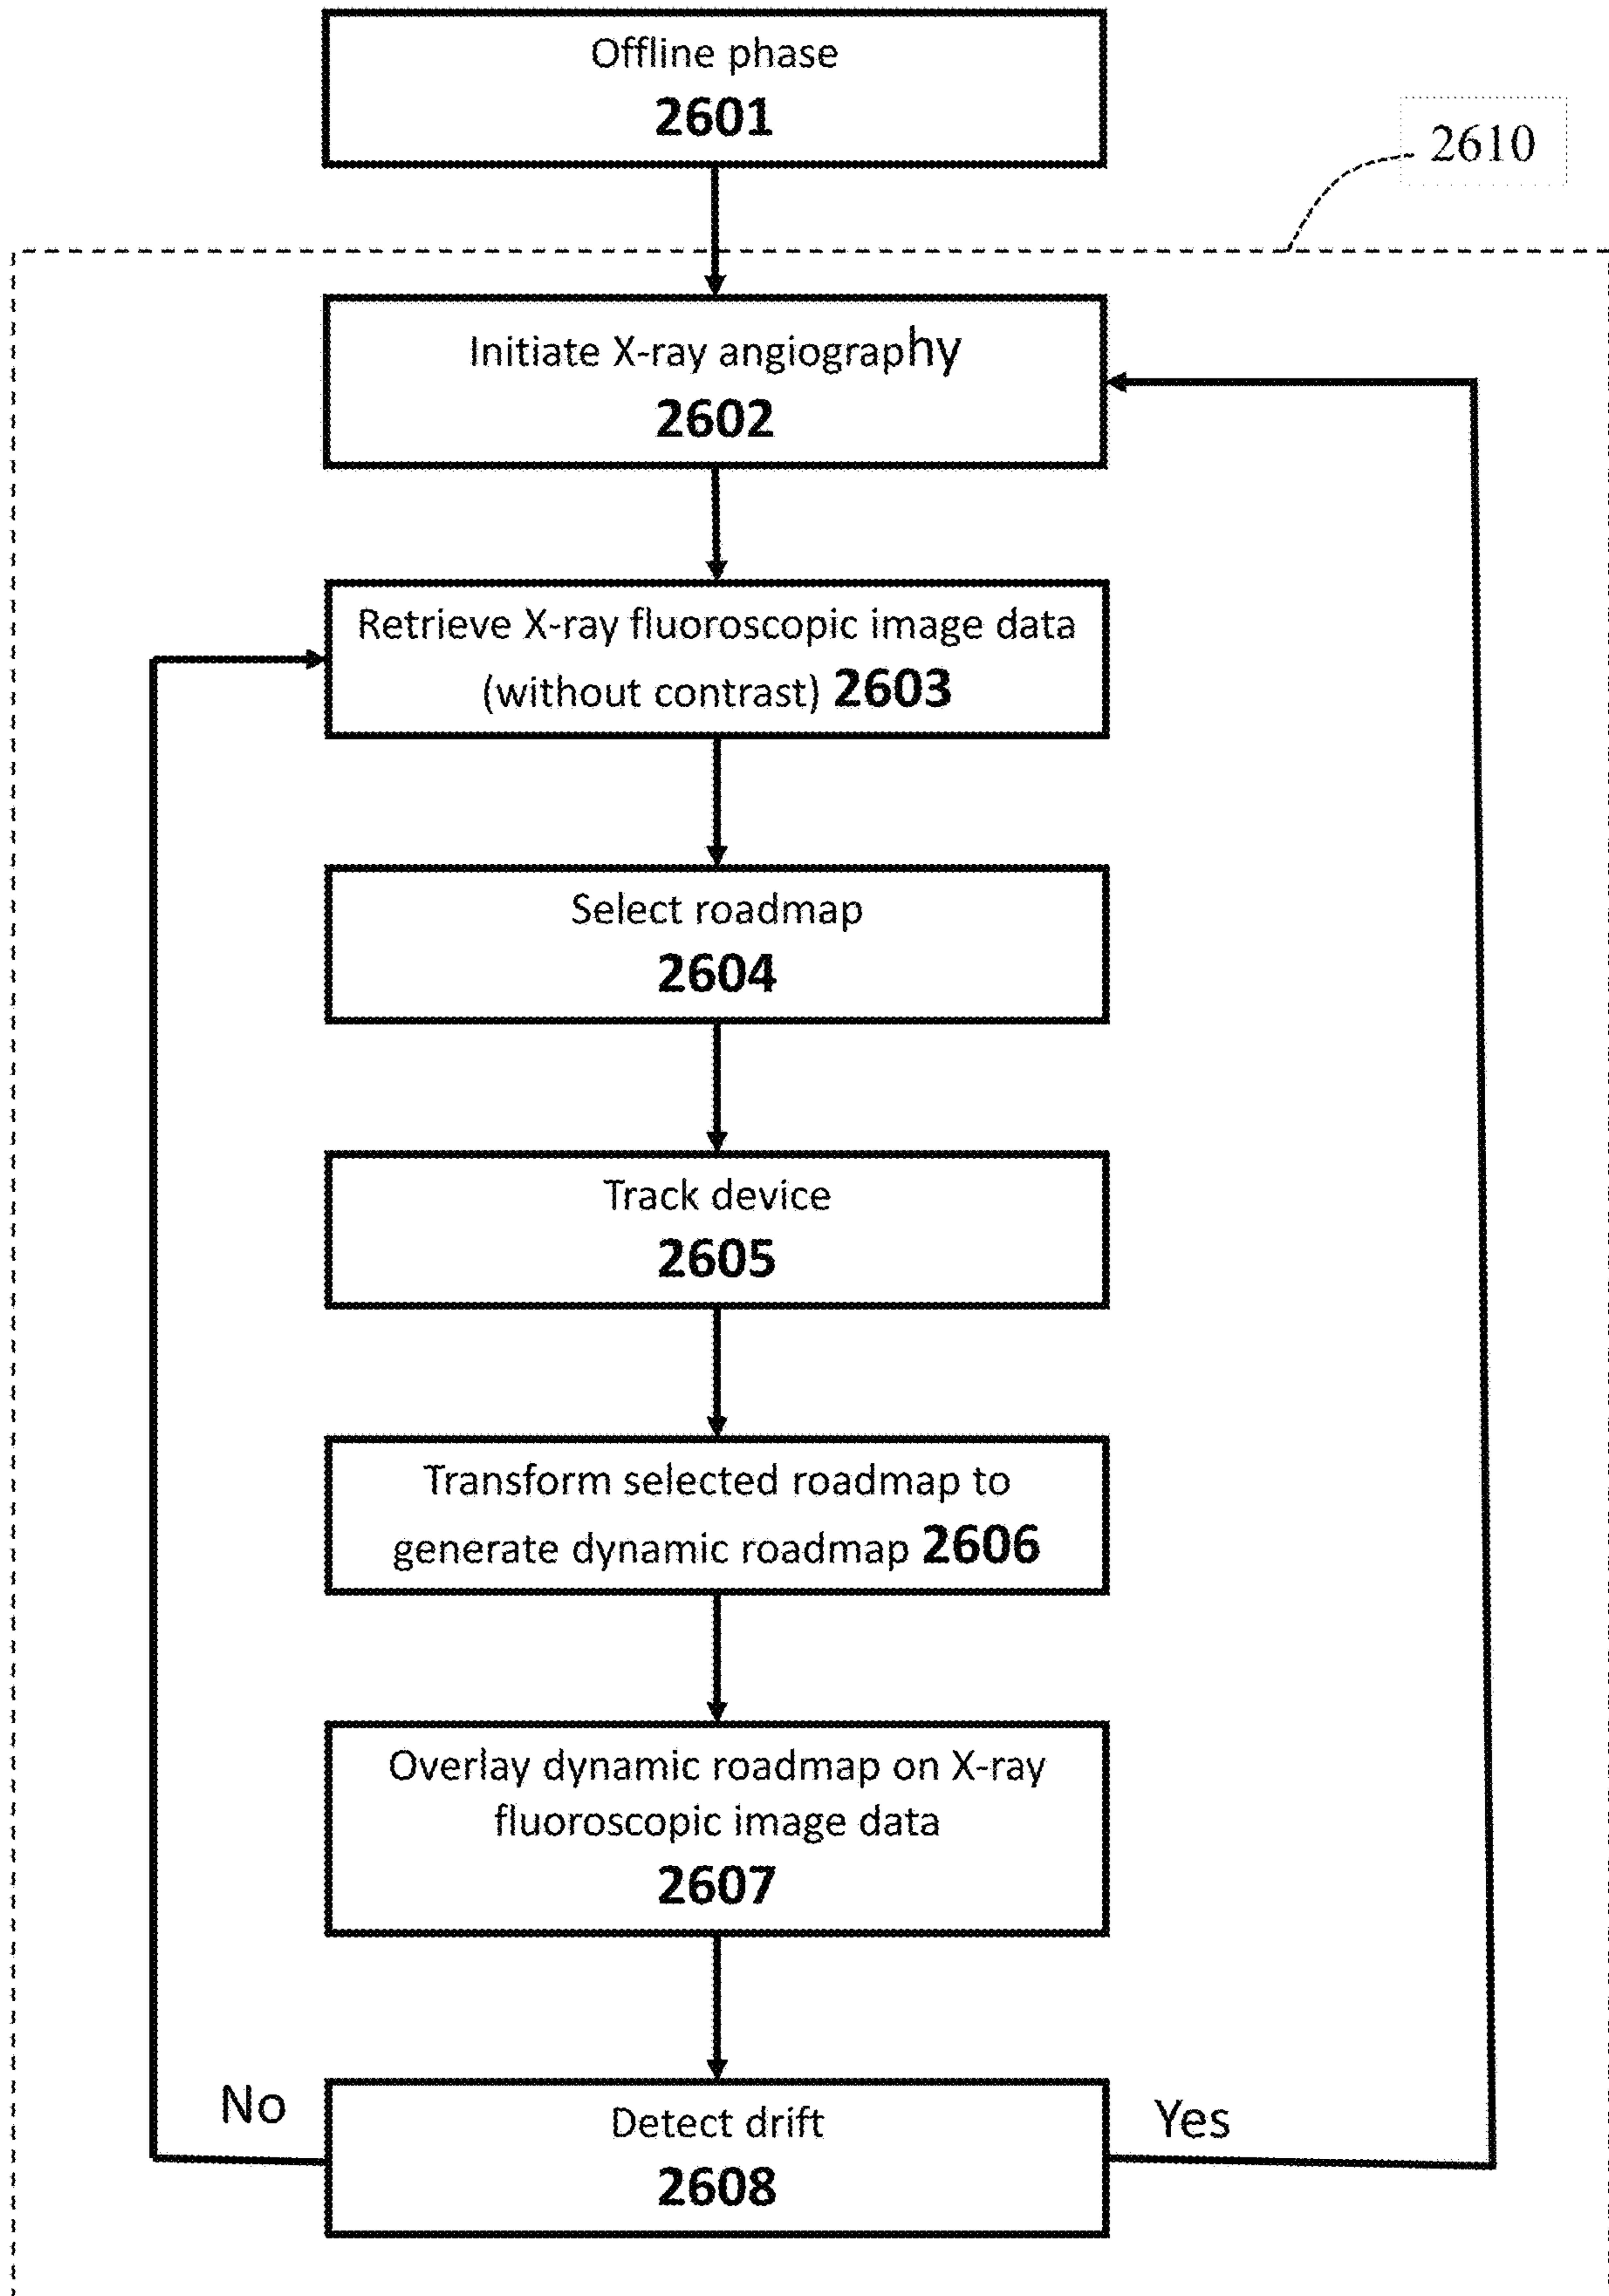 Offline phase
2601
2610
Initiate X-ray angiography
2602
Retrieve X-ray fluoroscopic image data
(without contrast) 2603
Select roadmap
2604
Track device
2605
Transform selected roadmap to
generate dynamic roadmap 2606
Overlay dynamic roadmap on X-ray
fluoroscopic image data
2607
No
Detect drift
Yes
2608